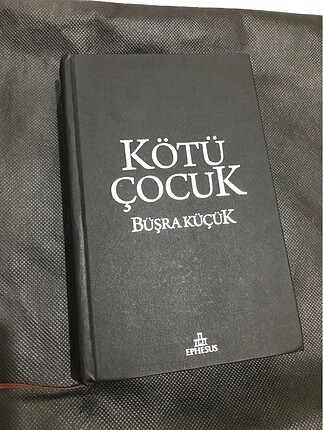 KÖTÜ
ÇOCUK
BÜŞRA KÜÇÜK
EPHESUS